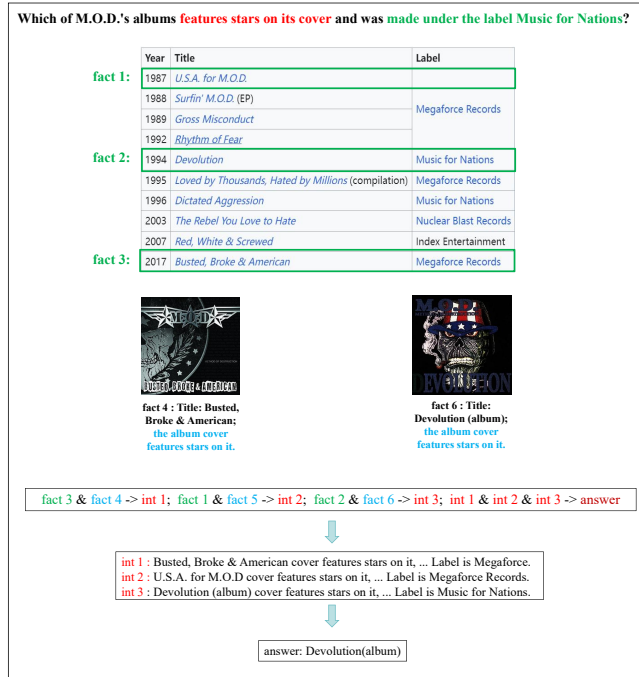 Which of M.O.D.'s albums features stars on its cover and was made under the label Music for Nations?
Year Title Label
fact 1: 1987 U.S.A. for M.O.D.
1988 Surfin' M.O.D. (EP)
Megaforce Records
1989 Gross Misconduct
1992 Rhythm of Fear
fact 2: 1994 Devolution Music for Nations
1995 Loved by Thousands, Hated by Millions (compilation) Megaforce Records
1996 Dictated Aggression Music for Nations
2003 The Rebel You Love to Hate Nuclear Blast Records
2007 Red, White & Screwed Index Entertainment
fact 3: 2017 Busted, Broke & American Megaforce Records
M.O.D
BUSTED, BROKE & AMERICAN
fact 4 : Title: Busted,
Broke & American;
the album cover
features stars on it.
M.O.D.
DEVOLUTION
fact 6 : Title:
Devolution (album);
the album cover
features stars on it.
fact 3 & fact 4 -> int 1; fact 1 & fact 5 -> int 2; fact 2 & fact 6 -> int 3; int 1 & int 2 & int 3 -> answer
int 1 : Busted, Broke & American cover features stars on it, ... Label is Megaforce.
int 2 : U.S.A. for M.O.D cover features stars on it, ... Label is Megaforce Records.
int 3 : Devolution (album) cover features stars on it, ... Label is Music for Nations.
answer: Devolution(album)